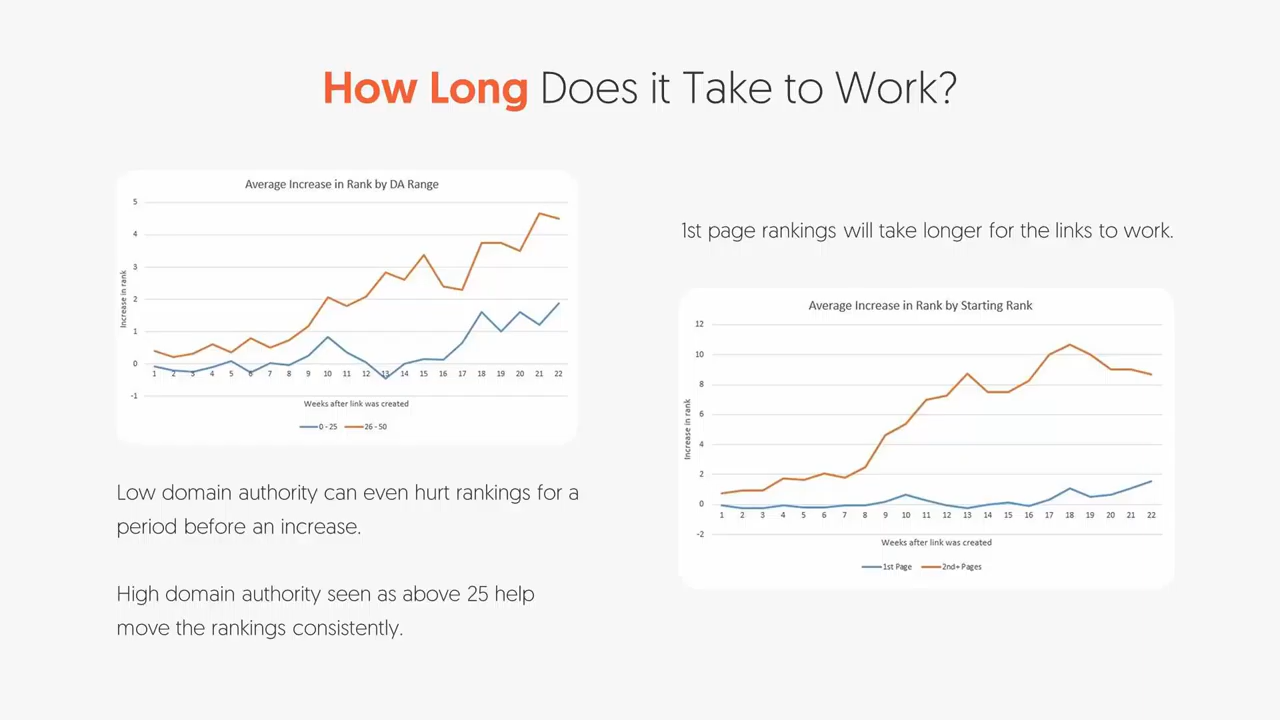 How Long Does it Take to Work?
Average Increase in Rank by DA Range
5
4
3
2
1
0
-1
Increase in rank
1 2 3 4 5 6 7 8 9 10 11 12 13 14 15 16 17 18 19 20 21 22
Weeks after link was created
0 - 25 26 - 50
Low domain authority can even hurt rankings for a
period before an increase.
High domain authority seen as above 25 help
move the rankings consistently.
1st page rankings will take longer for the links to work.
Average Increase in Rank by Starting Rank
12
10
8
6
4
2
0
-2
Increase in rank
1 2 3 4 5 6 7 8 9 10 11 12 13 14 15 16 17 18 19 20 21 22
Weeks after link was created
1st Page 2nd+ Pages